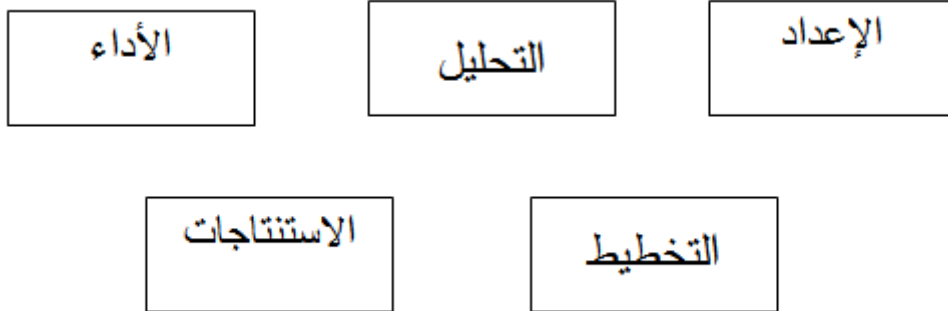 الإعداد
التحليل
الأداء
التخطيط
الاستنتاجات